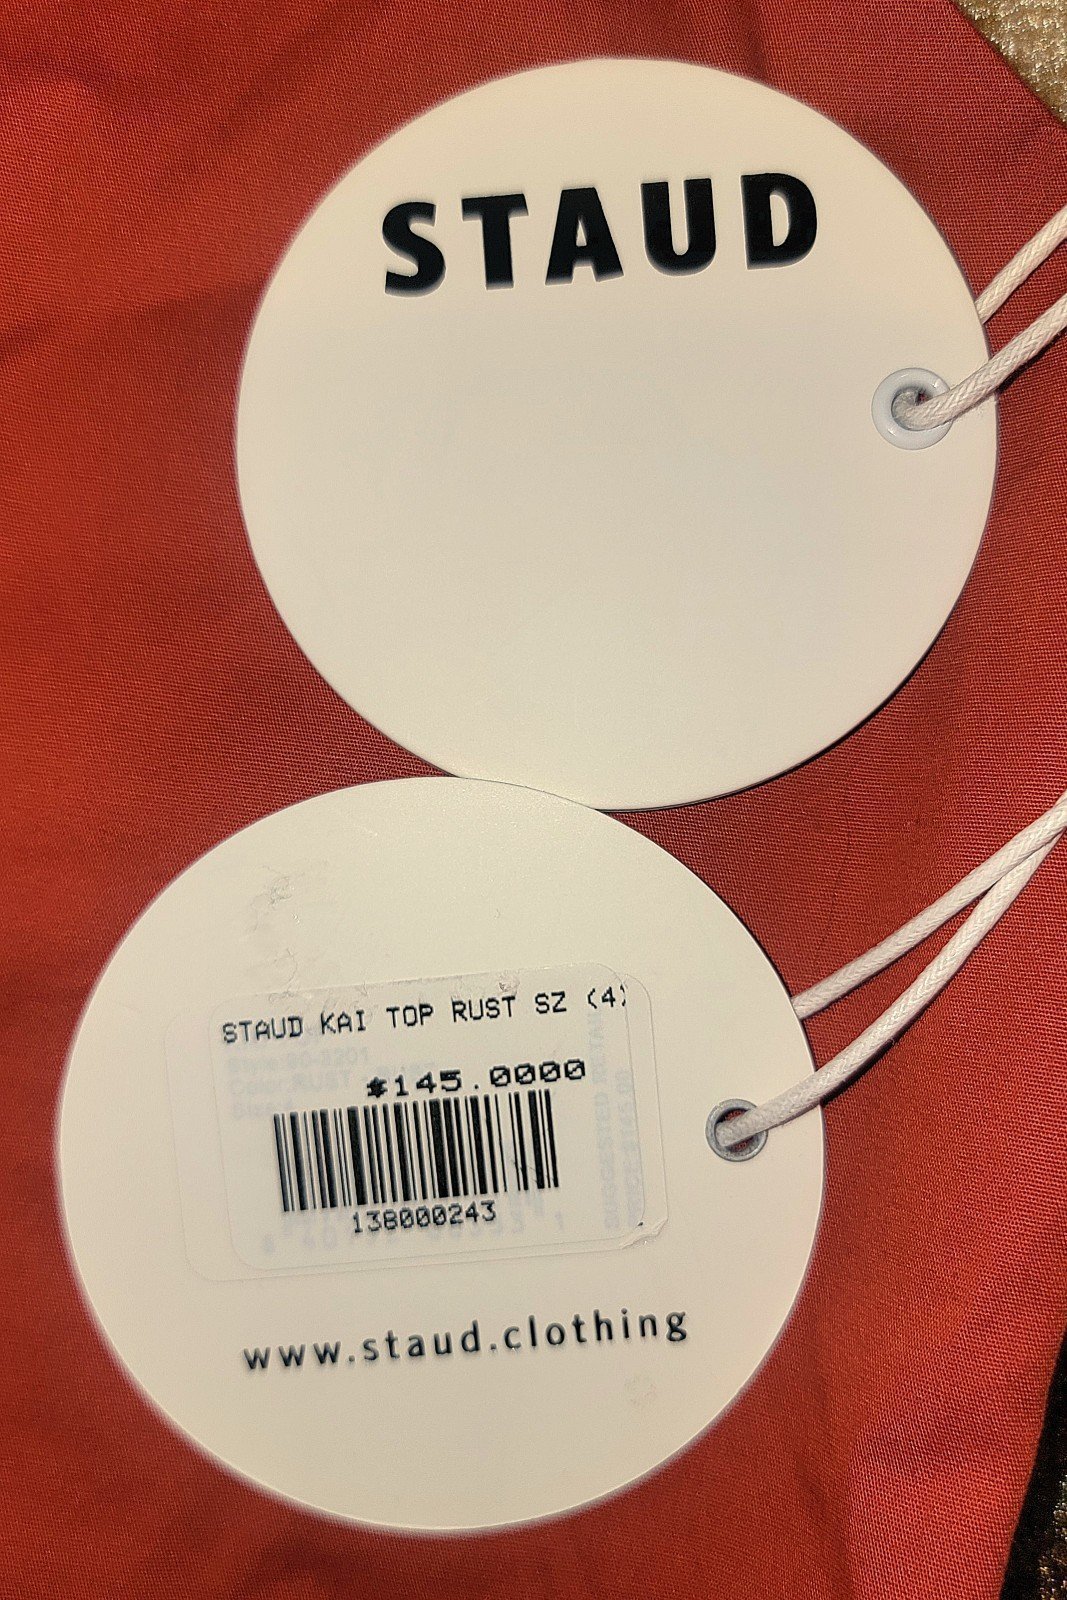 STAUD
STAUD KAI TOP RUST SZ (4)
$145.0000
138000243
www.staud.clothing